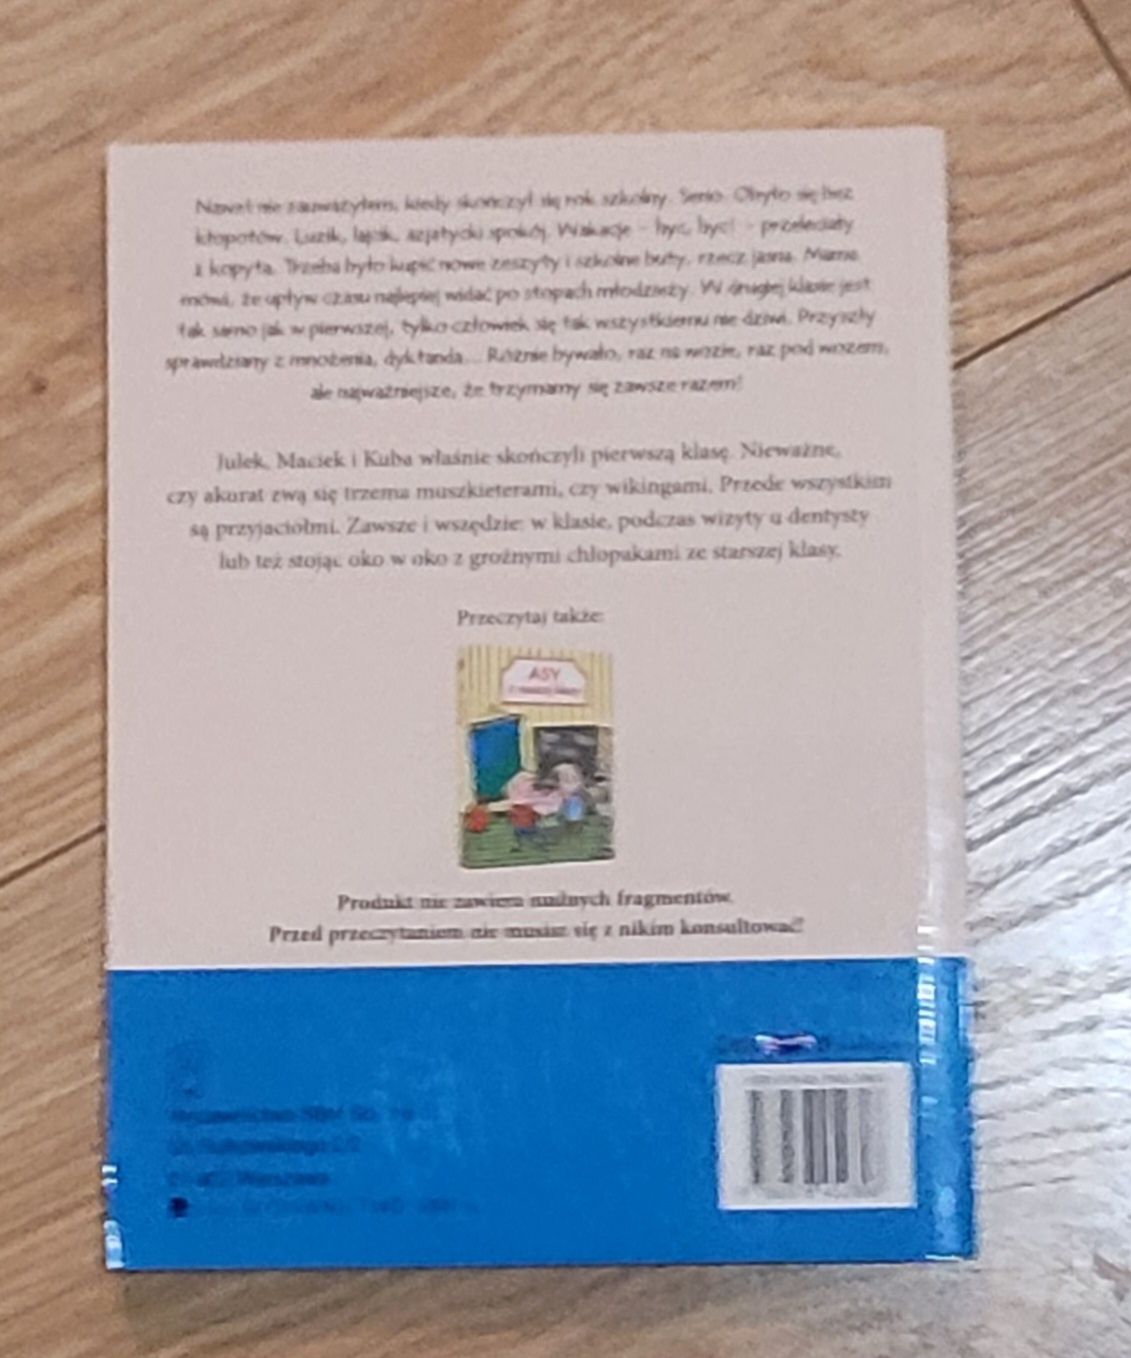 Nawet nie zauważyłem, kiedy skończył się rok szkolny. Serio. Obyło się bez
kłopotów. Luzik, lajcik, azjatycki spokój. Wakacje – hyc, hyc! – przeleciały
z kopyta. Trzeba było kupić nowe zeszyty i szkolne buty, rzecz jasna. Mama
mówi, że upływ czasu najlepiej widać po stopach młodzieży. W drugiej klasie jest
tak samo jak w pierwszej, tylko człowiek się tak wszystkiemu nie dziwi. Przyszły
sprawdziany z mnożenia, dyktanda... Różnie bywało, raz na wozie, raz pod wozem,
ale najważniejsze, że trzymamy się zawsze razem!
Julek, Maciek i Kuba właśnie skończyli pierwszą klasę. Nieważne,
czy akurat zwą się trzema muszkieterami, czy wikingami. Przede wszystkim
są przyjaciółmi. Zawsze i wszędzie: w klasie, podczas wizyty u dentysty
lub też stojąc oko w oko z groźnymi chłopakami ze starszej klasy.
Przeczytaj także:
ASY
Produkt nie zawiera nudnych fragmentów.
Przed przeczytaniem nie musisz się z nikim konsultować!
Warszawa